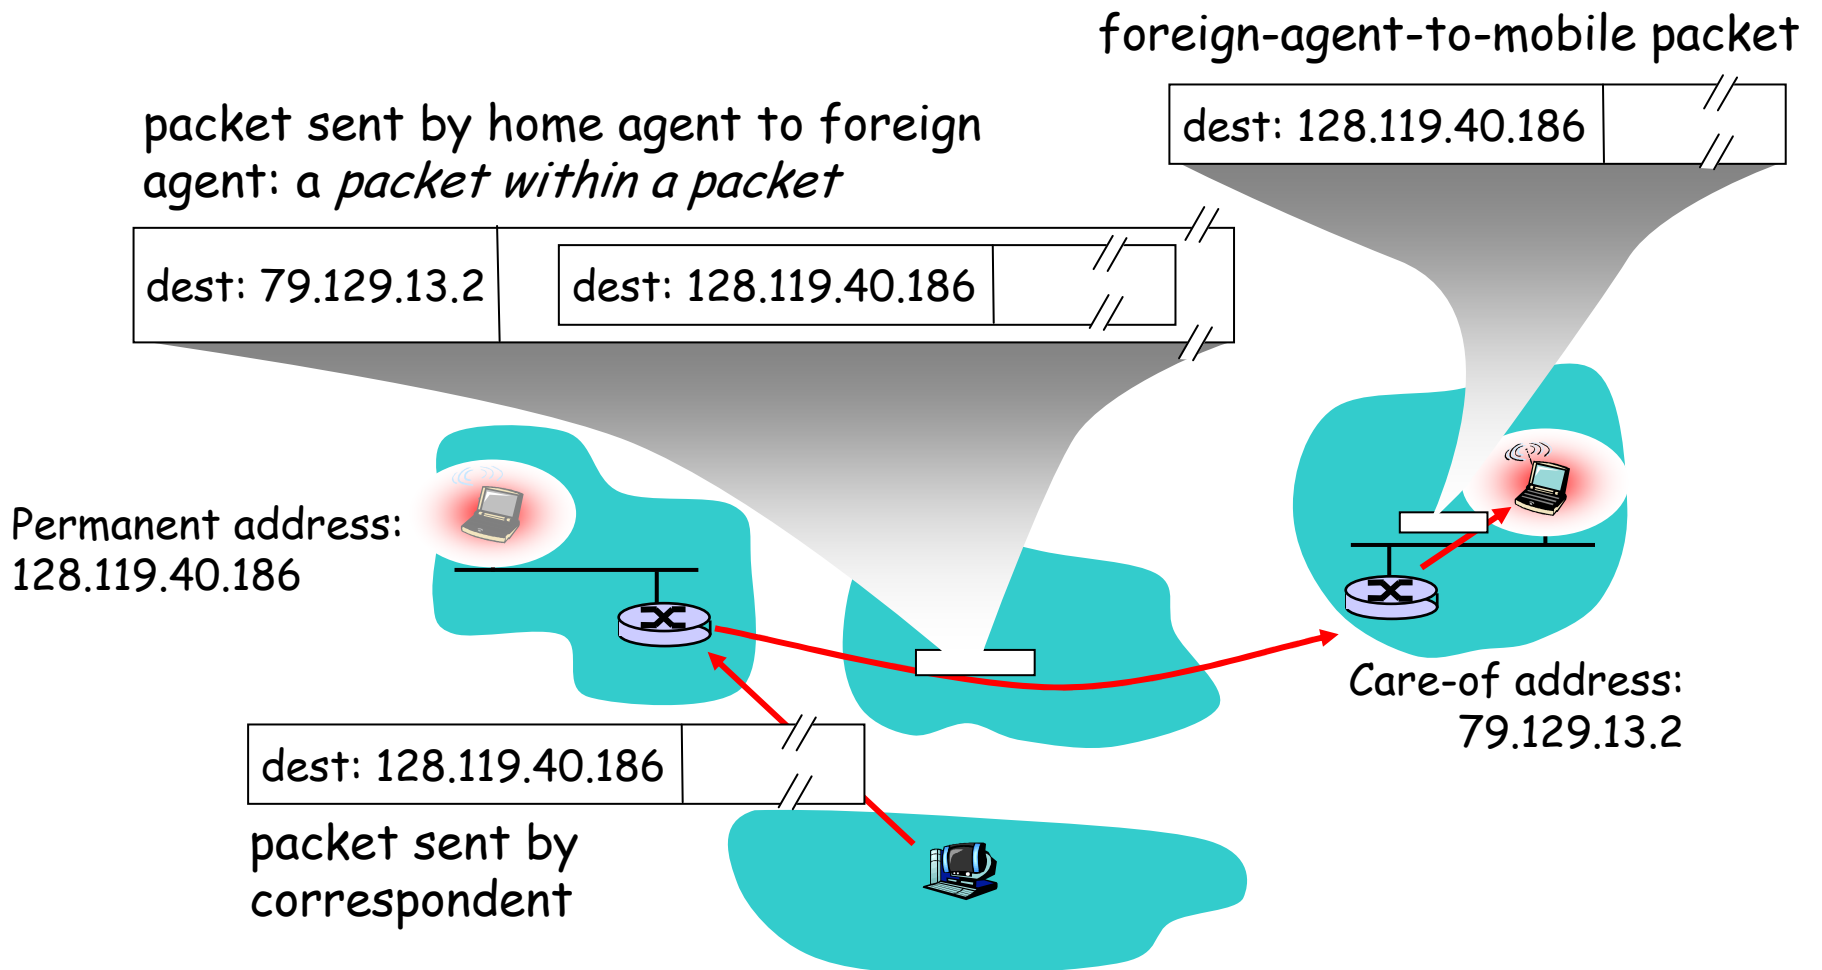 foreign-agent-to-mobile packet
dest: 128.119.40.186
packet sent by home agent to foreign
agent: a packet within a packet
dest: 79.129.13.2
dest: 128.119.40.186
Permanent address:
128.119.40.186
Care-of address:
79.129.13.2
dest: 128.119.40.186
packet sent by
correspondent